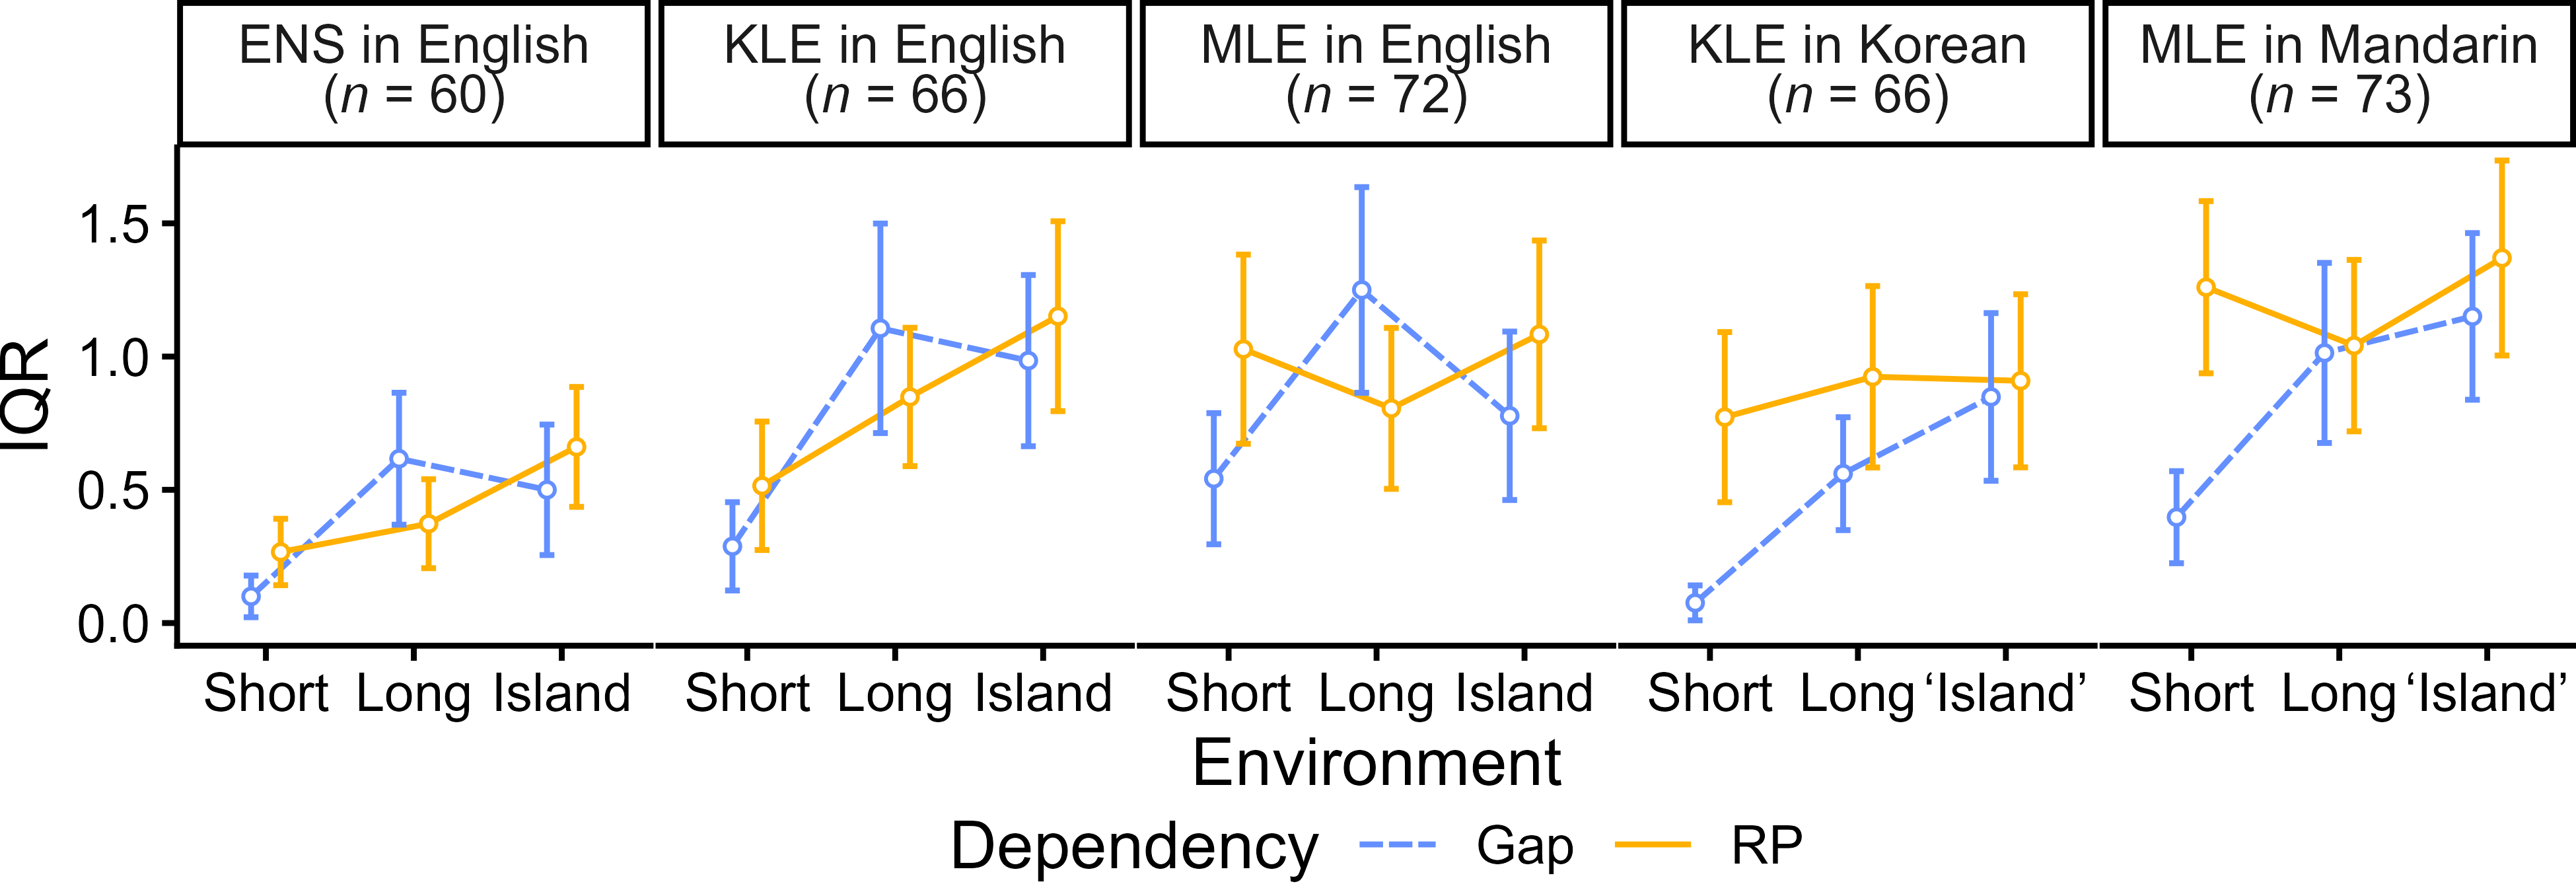 ENS in English
(n = 60)
KLE in English
(n = 66)
MLE in English
(n = 72)
KLE in Korean
(n = 66)
MLE in Mandarin
(n = 73)
IQR
1.5
1.0
0.5
0.0
Short Long Island
Short Long Island
Short Long Island
Short Long ‘Island’
Short Long ‘Island’
Environment
Dependency Gap RP